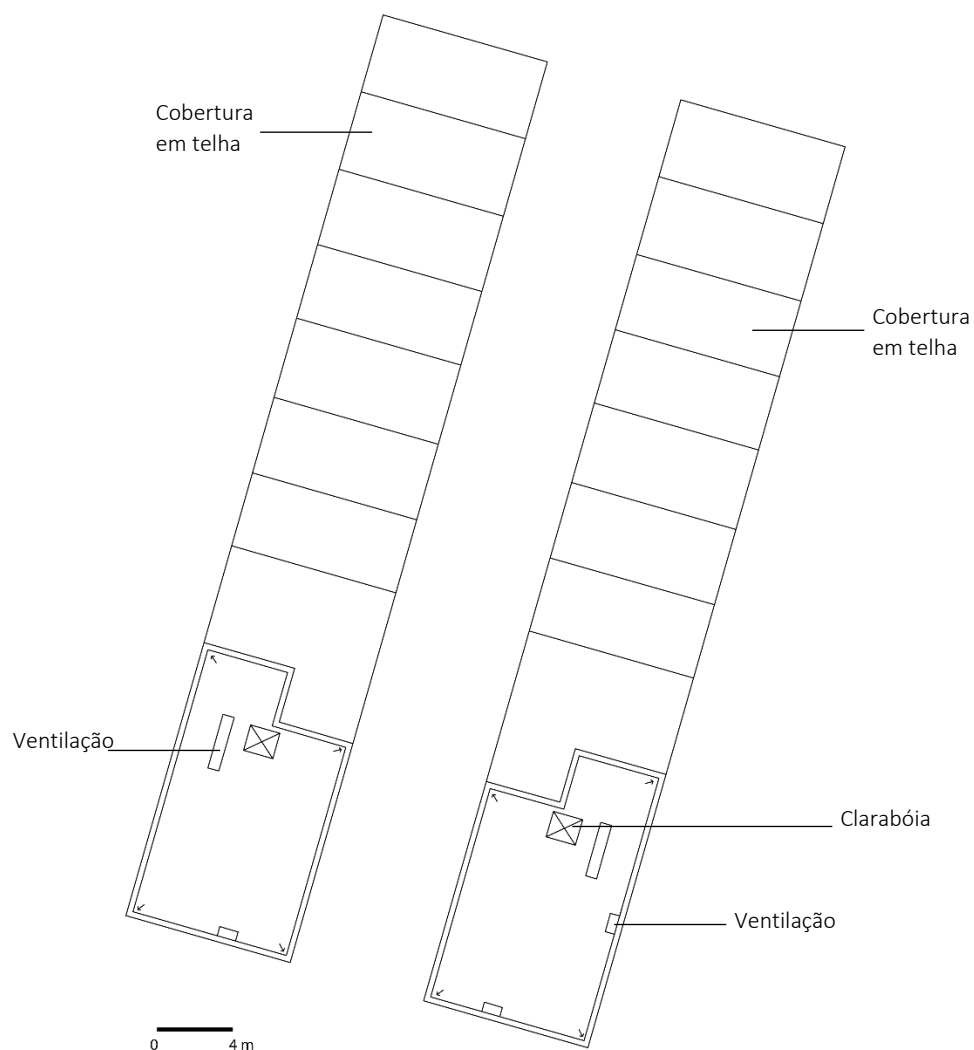 Cobertura
em telha
Cobertura
em telha
Ventilação
Clarabóia
Ventilação
0
4 m